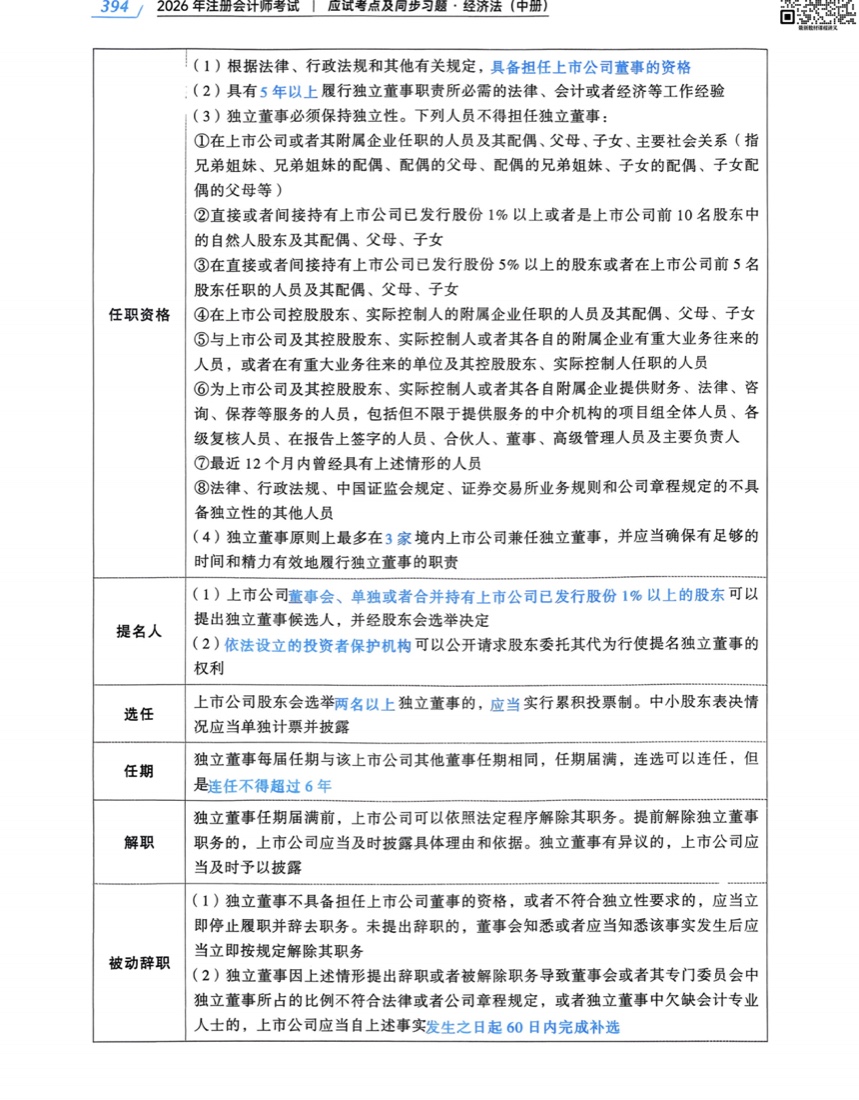 394
2026年注册会计师考试 | 应试考点及同步习题·经济法（中册）
（1）根据法律、行政法规和其他有关规定，具备担任上市公司董事的资格
（2）具有5年以上履行独立董事职责所必需的法律、会计或者经济等工作经验
（3）独立董事必须保持独立性。下列人员不得担任独立董事：
①在上市公司或者其附属企业任职的人员及其配偶、父母、子女、主要社会关系（指
兄弟姐妹、兄弟姐妹的配偶、配偶的父母、配偶的兄弟姐妹、子女的配偶、子女配
偶的父母等）
②直接或者间接持有上市公司已发行股份1%以上或者是上市公司前10名股东中
的自然人股东及其配偶、父母、子女
③在直接或者间接持有上市公司已发行股份5%以上的股东或者在上市公司前5名
股东任职的人员及其配偶、父母、子女
任职资格
④在上市公司控股股东、实际控制人的附属企业任职的人员及其配偶、父母、子女
⑤与上市公司及其控股股东、实际控制人或者其各自的附属企业有重大业务往来的
人员，或者在有重大业务往来的单位及其控股股东、实际控制人任职的人员
⑥为上市公司及其控股股东、实际控制人或者其各自附属企业提供财务、法律、咨
询、保荐等服务的人员，包括但不限于提供服务的中介机构的项目组全体人员、各
级复核人员、在报告上签字的人员、合伙人、董事、高级管理人员及主要负责人
⑦最近12个月内曾经具有上述情形的人员
⑧法律、行政法规、中国证监会规定、证券交易所业务规则和公司章程规定的不具
备独立性的其他人员
（4）独立董事原则上最多在3家境内上市公司兼任独立董事，并应当确保有足够的
时间和精力有效地履行独立董事的职责
提名人
（1）上市公司董事会、单独或者合并持有上市公司已发行股份1%以上的股东可以
提出独立董事候选人，并经股东会选举决定
（2）依法设立的投资者保护机构可以公开请求股东委托其代为行使提名独立董事的
权利
选任
上市公司股东会选举两名以上独立董事的，应当实行累积投票制。中小股东表决情
况应当单独计票并披露
任期
独立董事每届任期与该上市公司其他董事任期相同，任期届满，连选可以连任，但
是连任不得超过6年
解职
独立董事任期届满前，上市公司可以依照法定程序解除其职务。提前解除独立董事
职务的，上市公司应当及时披露具体理由和依据。独立董事有异议的，上市公司应
当及时予以披露
被动辞职
（1）独立董事不具备担任上市公司董事的资格，或者不符合独立性要求的，应当立
即停止履职并辞去职务。未提出辞职的，董事会知悉或者应当知悉该事实发生后应
当立即按规定解除其职务
（2）独立董事因上述情形提出辞职或者被解除职务导致董事会或者其专门委员会中
独立董事所占的比例不符合法律或者公司章程规定，或者独立董事中欠缺会计专业
人士的，上市公司应当自上述事实发生之日起60日内完成补选